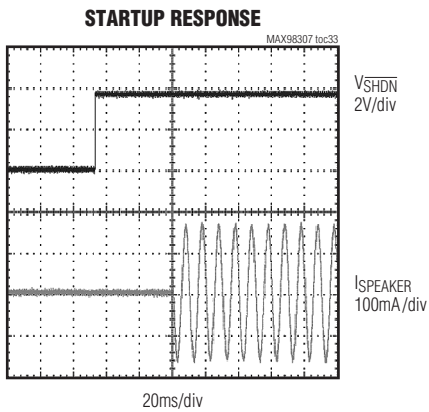 STARTUP RESPONSE
MAX98307 toc33
VSHDN
2V/div
ISPEAKER
100mA/div
20ms/div